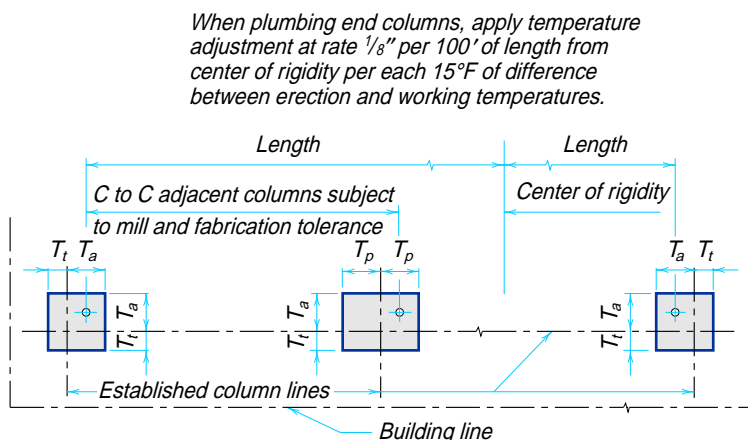 When plumbing end columns, apply temperature
adjustment at rate 1/8″ per 100′ of length from
center of rigidity per each 15°F of difference
between erection and working temperatures.
Length
Length
C to C adjacent columns subject
to mill and fabrication tolerance
Center of rigidity
Tt Ta
Tp Tp
Ta Tt
Ta
Tt
Ta
Tt
Ta
Tt
Established column lines
Building line